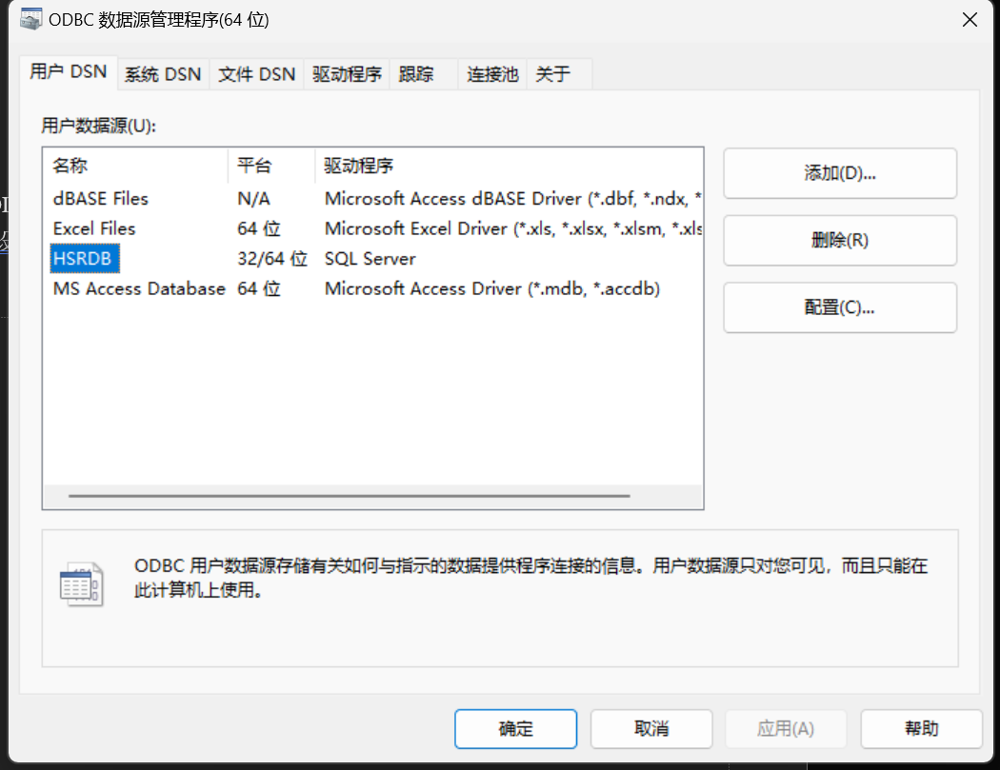 ODBC 数据源管理程序(64 位)
用户 DSN 系统 DSN 文件 DSN 驱动程序 跟踪 连接池 关于
用户数据源(U):
名称 平台 驱动程序
dBASE Files N/A Microsoft Access dBASE Driver (*.dbf, *.ndx, *
Excel Files 64 位 Microsoft Excel Driver (*.xls, *.xlsx, *.xlsm, *.xls
HSRDB 32/64 位 SQL Server
MS Access Database 64 位 Microsoft Access Driver (*.mdb, *.accdb)
添加(D)...
删除(R)
配置(C)...
ODBC 用户数据源存储有关如何与指示的数据提供程序连接的信息。用户数据源只对您可见，而且只能在
此计算机上使用。
确定 取消 应用(A) 帮助